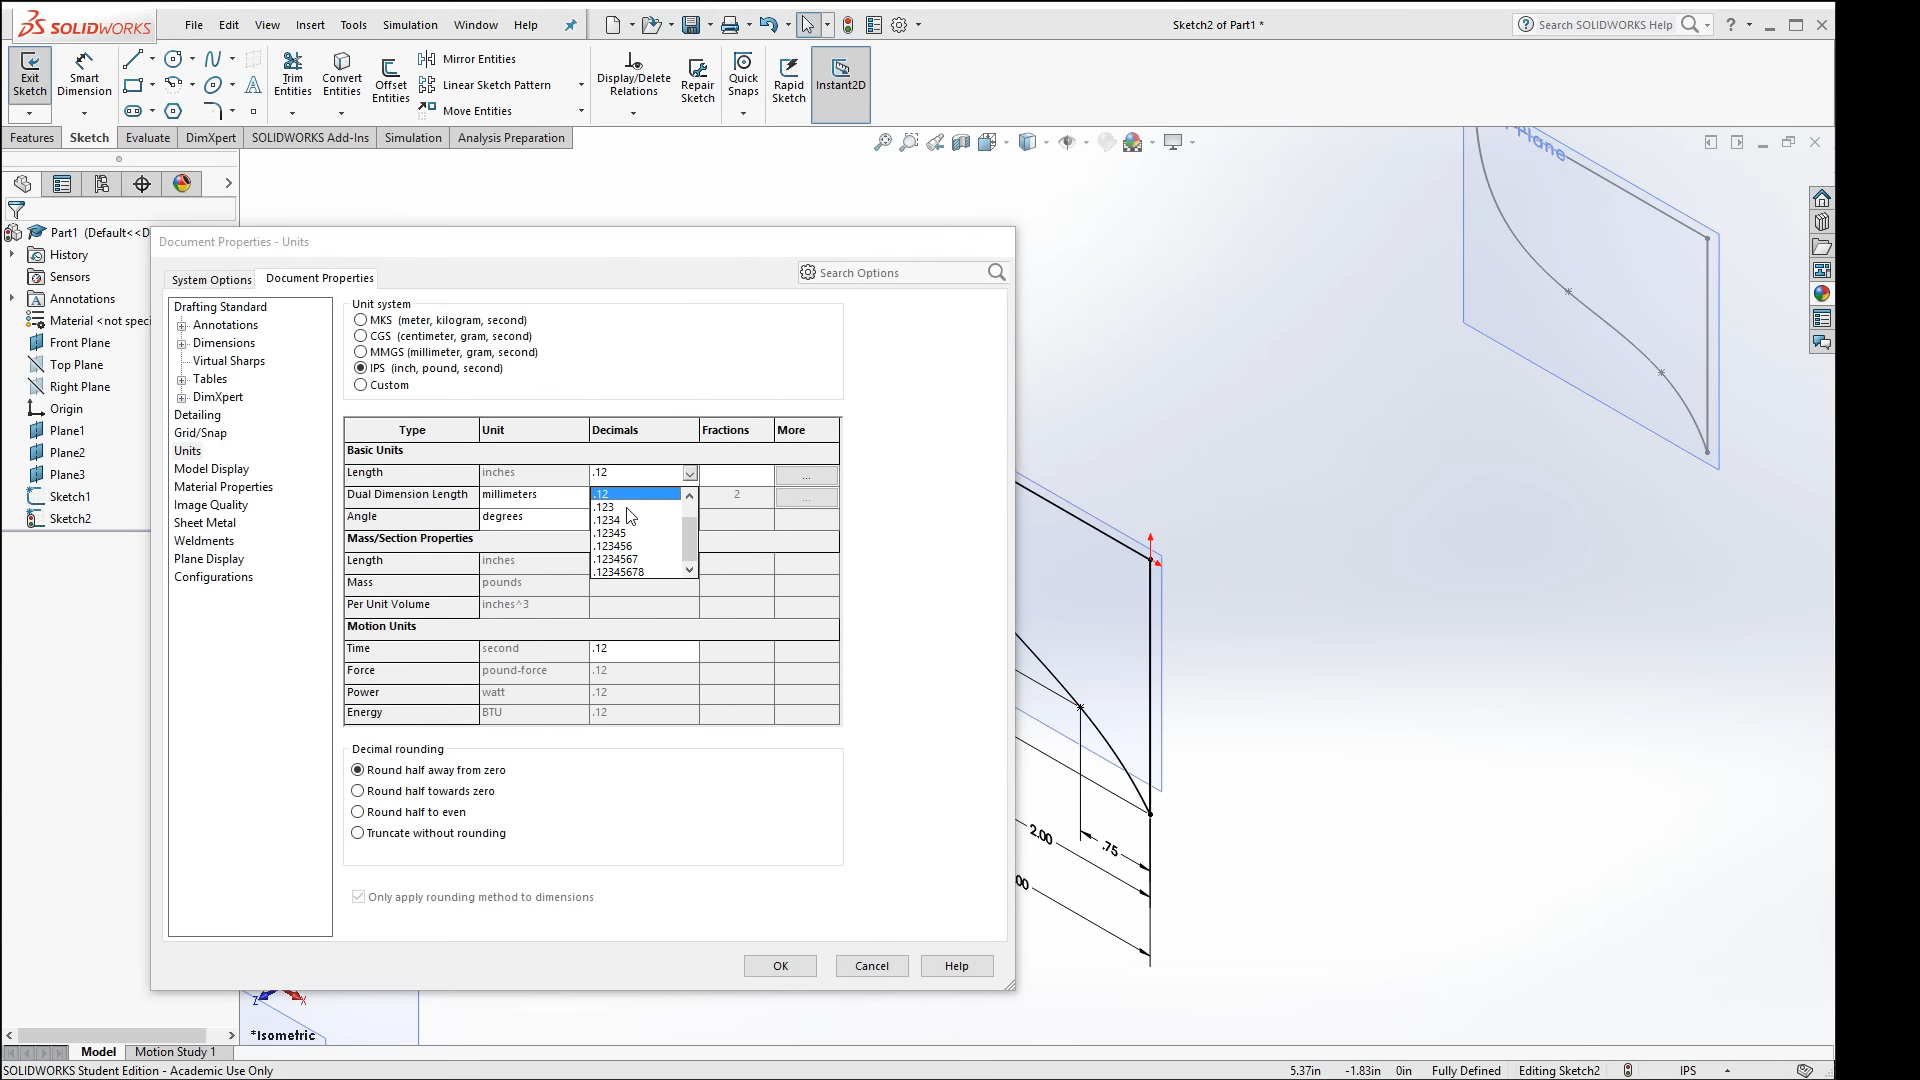 SOLIDWORKS File Edit View Insert Tools Simulation Window Help Sketch2 of Part1 * Search SOLIDWORKS Help ?
Exit Sketch
Smart Dimension
Trim Entities
Convert Entities
Offset Entities
Mirror Entities
Linear Sketch Pattern
Move Entities
Display/Delete Relations
Repair Sketch
Quick Snaps
Rapid Sketch
Instant2D
Features Sketch Evaluate DimXpert SOLIDWORKS Add-Ins Simulation Analysis Preparation
Plane
Part1 (Default<<D
History
Sensors
Annotations
Material <not speci
Front Plane
Top Plane
Right Plane
Origin
Plane1
Plane2
Plane3
Sketch1
Sketch2
Document Properties - Units
System Options Document Properties
Search Options
Drafting Standard
Annotations
Dimensions
Virtual Sharps
Tables
DimXpert
Detailing
Grid/Snap
Units
Model Display
Material Properties
Image Quality
Sheet Metal
Weldments
Plane Display
Configurations
Unit system
MKS (meter, kilogram, second)
CGS (centimeter, gram, second)
MMGS (millimeter, gram, second)
IPS (inch, pound, second)
Custom
Type Unit Decimals Fractions More
Basic Units
Length inches .12 ...
Dual Dimension Length millimeters 2 ...
Angle degrees
.12
.123
.1234
.12345
.123456
.1234567
.12345678
Mass/Section Properties
Length inches
Mass pounds
Per Unit Volume inches^3
Motion Units
Time second .12
Force pound-force .12
Power watt .12
Energy BTU .12
Decimal rounding
Round half away from zero
Round half towards zero
Round half to even
Truncate without rounding
Only apply rounding method to dimensions
OK Cancel Help
2.00
.75
00
Z X
*Isometric
Model Motion Study 1
SOLIDWORKS Student Edition - Academic Use Only 5.37in -1.83in 0in Fully Defined Editing Sketch2 IPS